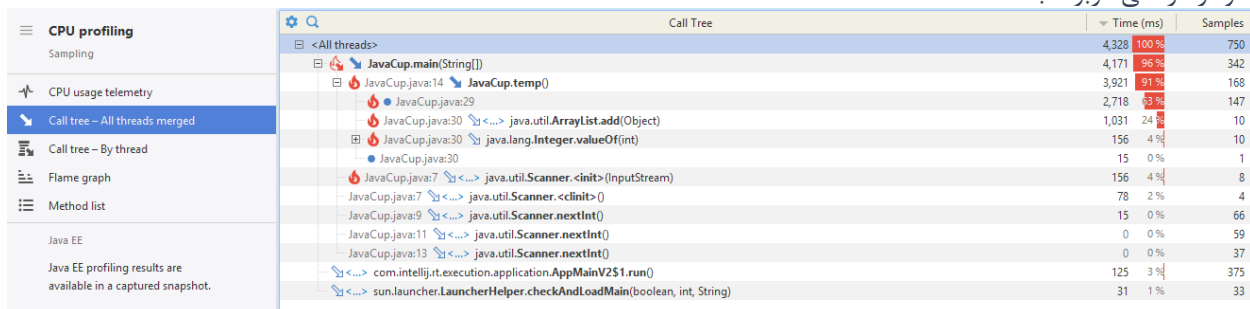 CPU profiling
Sampling
CPU usage telemetry
Call tree – All threads merged
Call tree – By thread
Flame graph
Method list
Java EE
Java EE profiling results are
available in a captured snapshot.
Call Tree Time (ms) Samples
<All threads> 4,328 100 % 750
JavaCup.main(String[]) 4,171 96 % 342
JavaCup.java:14 JavaCup.temp() 3,921 91 % 168
JavaCup.java:29 2,718 63 % 147
JavaCup.java:30 <...> java.util.ArrayList.add(Object) 1,031 24 % 10
JavaCup.java:30 java.lang.Integer.valueOf(int) 156 4 % 10
JavaCup.java:30 15 0 % 1
JavaCup.java:7 <...> java.util.Scanner.<init>(InputStream) 156 4 % 8
JavaCup.java:7 <...> java.util.Scanner.<clinit>() 78 2 % 4
JavaCup.java:9 <...> java.util.Scanner.nextInt() 15 0 % 66
JavaCup.java:11 <...> java.util.Scanner.nextInt() 0 0 % 59
JavaCup.java:13 <...> java.util.Scanner.nextInt() 0 0 % 37
<...> com.intellij.rt.execution.application.AppMainV2$1.run() 125 3 % 375
<...> sun.launcher.LauncherHelper.checkAndLoadMain(boolean, int, String) 31 1 % 33